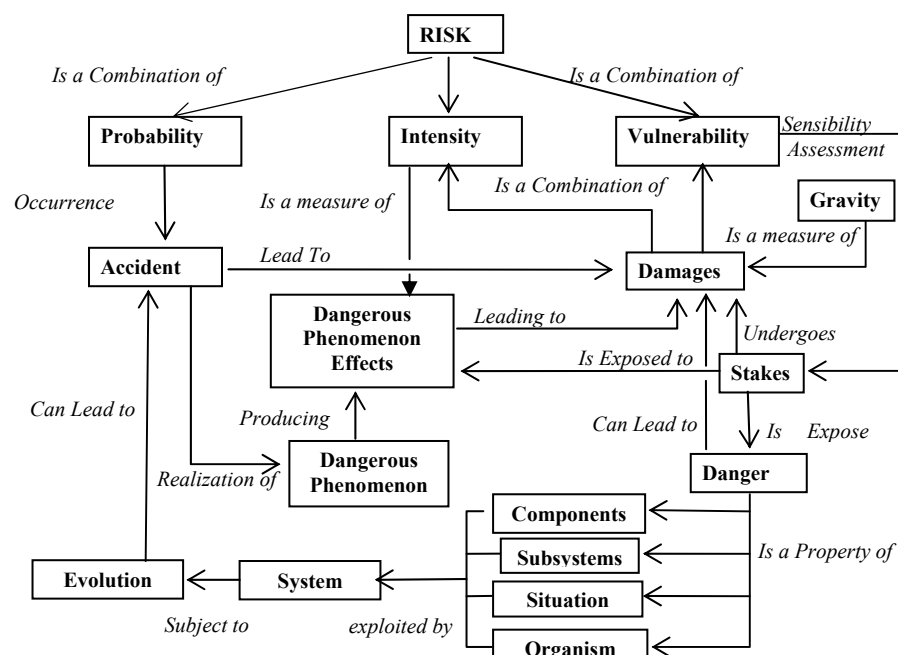 RISK
Is a Combination of
Is a Combination of
Probability
Intensity
Vulnerability
Sensibility
Assessment
Is a Combination of
Occurrence
Is a measure of
Gravity
Is a measure of
Accident
Lead To
Damages
Dangerous
Phenomenon
Effects
Leading to
Undergoes
Is Exposed to
Stakes
Can Lead to
Producing
Can Lead to
Is Expose
Realization of
Dangerous
Phenomenon
Danger
Components
Is a Property of
Subsystems
Evolution
System
Situation
Subject to
exploited by
Organism